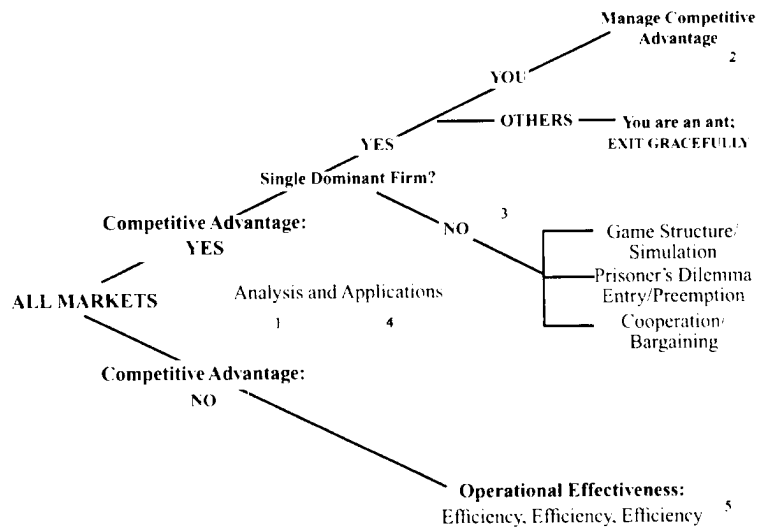 Manage Competitive
Advantage
2
YOU
OTHERS
You are an ant;
EXIT GRACEFULLY
YES
Single Dominant Firm?
Competitive Advantage:
YES
NO
3
Game Structure/
Simulation
Prisoner's Dilemma
Entry/Preemption
Cooperation/
Bargaining
ALL MARKETS
Analysis and Applications
1 4
Competitive Advantage:
NO
Operational Effectiveness:
Efficiency, Efficiency, Efficiency 5